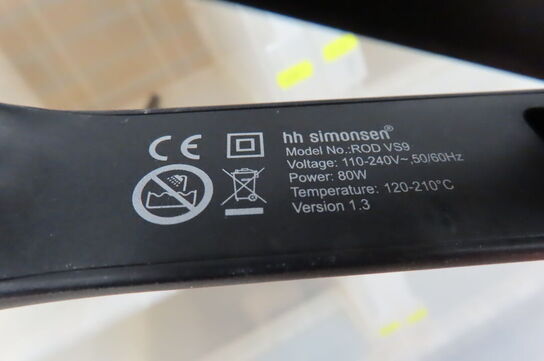 CE
hh simonsen®
Model No.:ROD VS9
Voltage: 110-240V~,50/60Hz
Power: 80W
Temperature: 120-210°C
Version 1.3